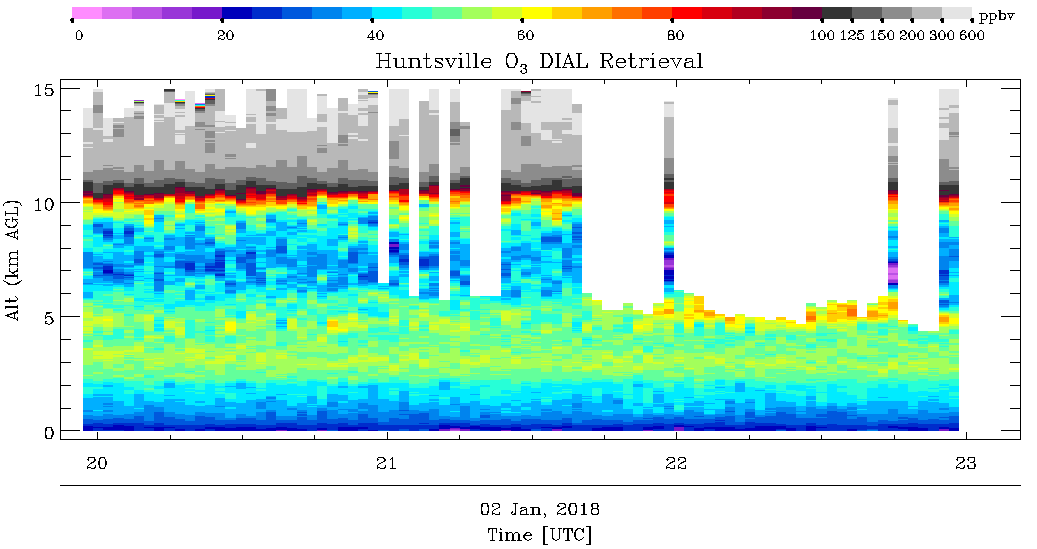 ppbv
0 20 40 60 80 100 125 150 200 300 600
Huntsville O3 DIAL Retrieval
15
10
5
0
Alt (km AGL)
20 21 22 23
02 Jan, 2018
Time [UTC]